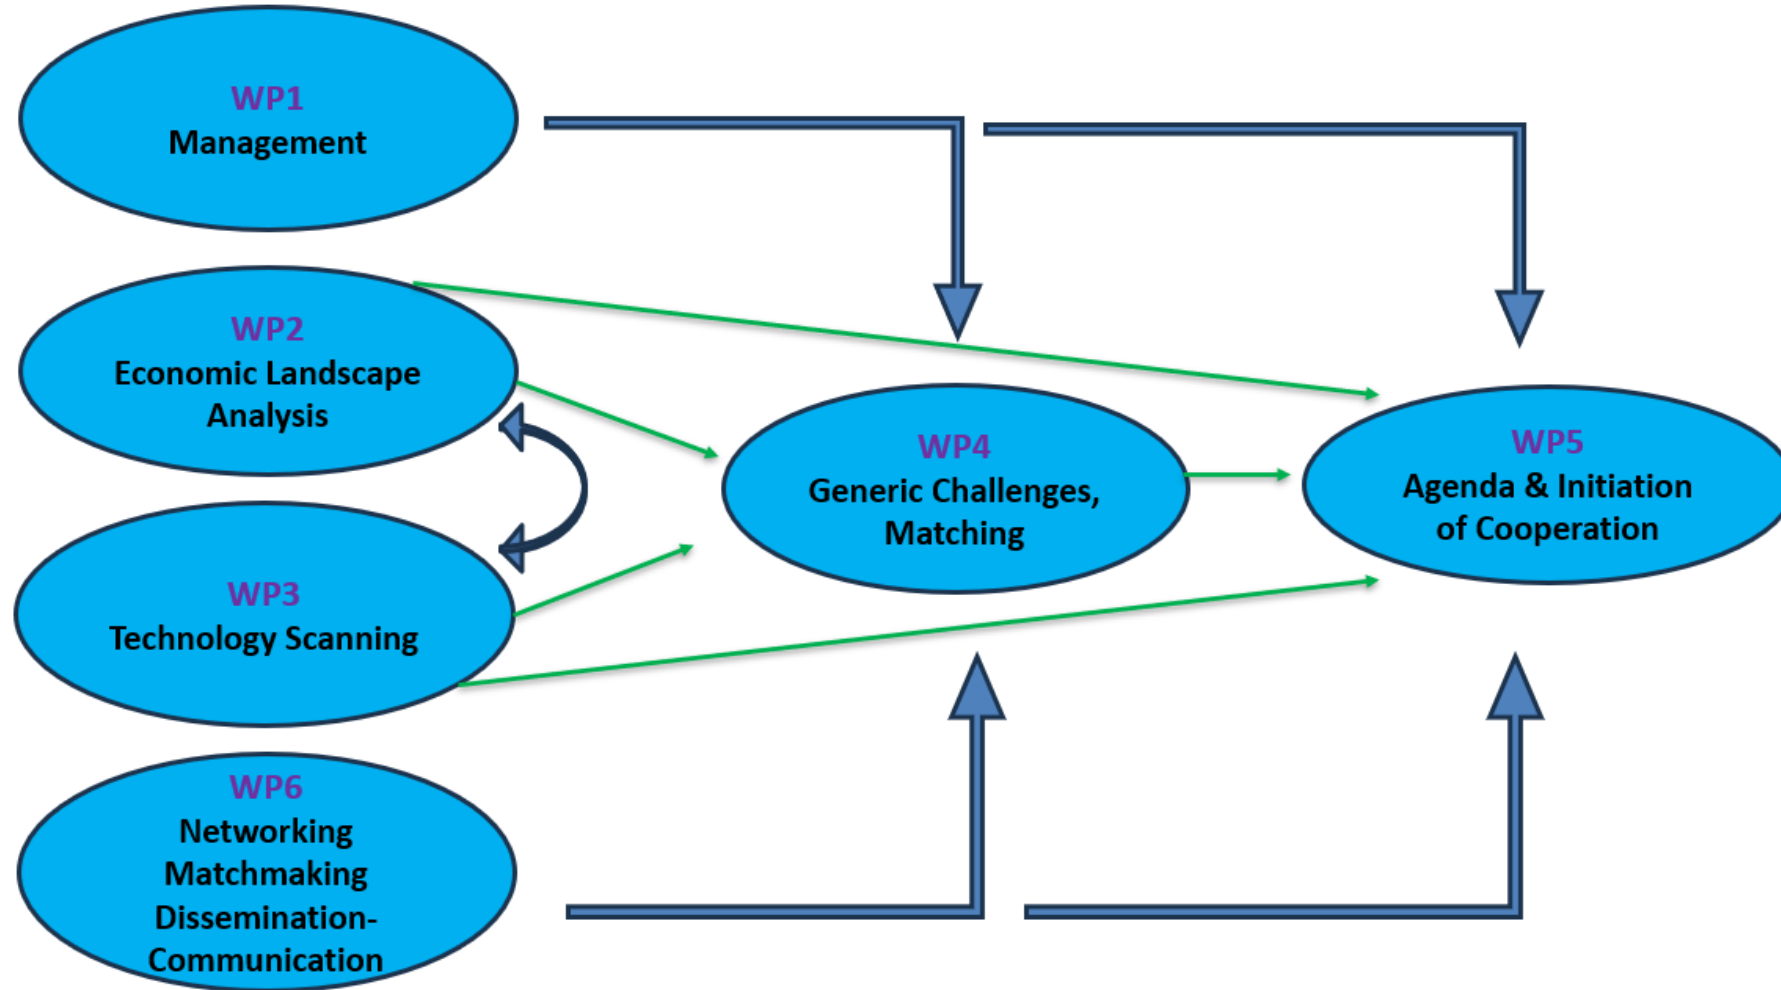 WP1
Management
WP2
Economic Landscape
Analysis
WP3
Technology Scanning
WP6
Networking
Matchmaking
Dissemination-
Communication
WP4
Generic Challenges,
Matching
WP5
Agenda & Initiation
of Cooperation